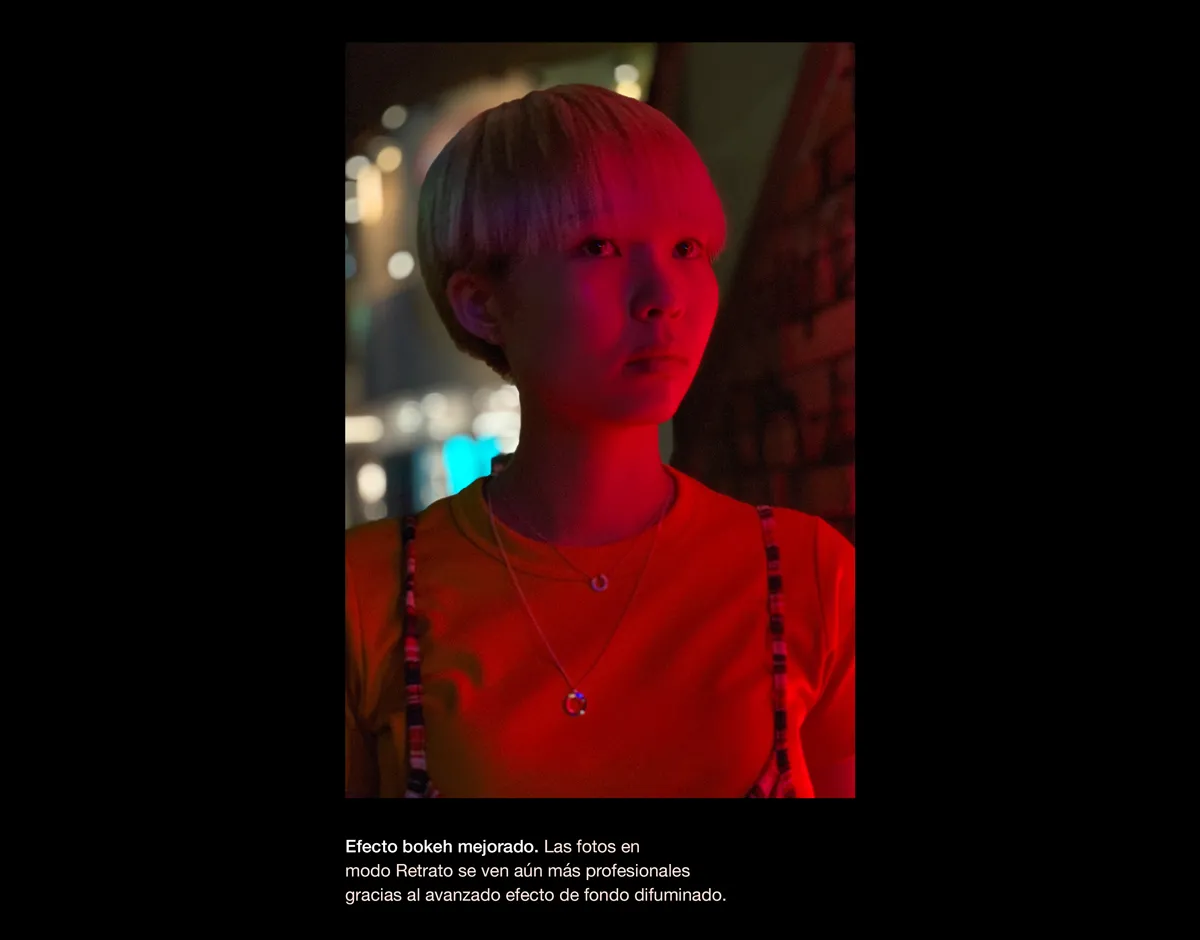 Efecto bokeh mejorado. Las fotos en
modo Retrato se ven aún más profesionales
gracias al avanzado efecto de fondo difuminado.